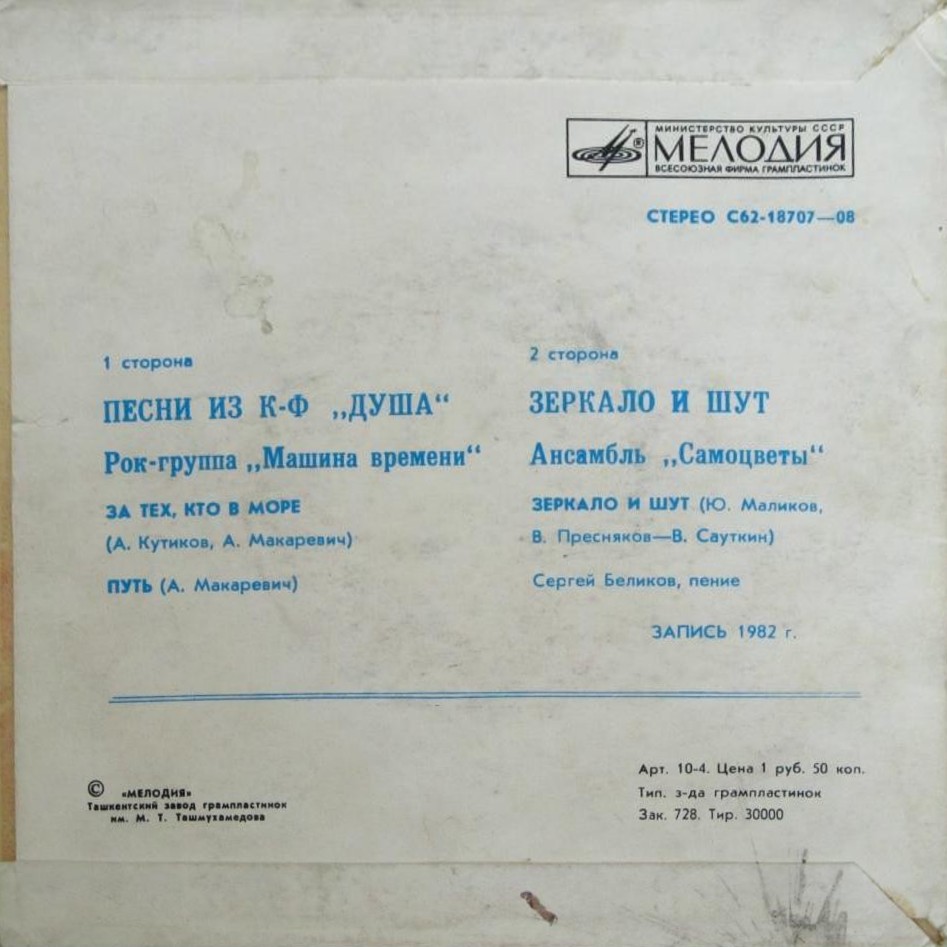 МИНИСТЕРСТВО КУЛЬТУРЫ СССР
® МЕЛОДИЯ
ВСЕСОЮЗНАЯ ФИРМА ГРАМПЛАСТИНОК
СТЕРЕО С62-18707—08
1 сторона
ПЕСНИ ИЗ К-Ф „ДУША“
Рок-группа „Машина времени“
ЗА ТЕХ, КТО В МОРЕ
(А. Кутиков, А. Макаревич)
ПУТЬ (А. Макаревич)
2 сторона
ЗЕРКАЛО И ШУТ
Ансамбль „Самоцветы“
ЗЕРКАЛО И ШУТ (Ю. Маликов,
В. Пресняков—В. Сауткин)
Сергей Беликов, пение
ЗАПИСЬ 1982 г.
© «МЕЛОДИЯ»
Ташкентский завод грампластинок
им. М. Т. Ташмухамедова
Арт. 10-4. Цена 1 руб. 50 коп.
Тип. з-да грампластинок
Зак. 728. Тир. 30000